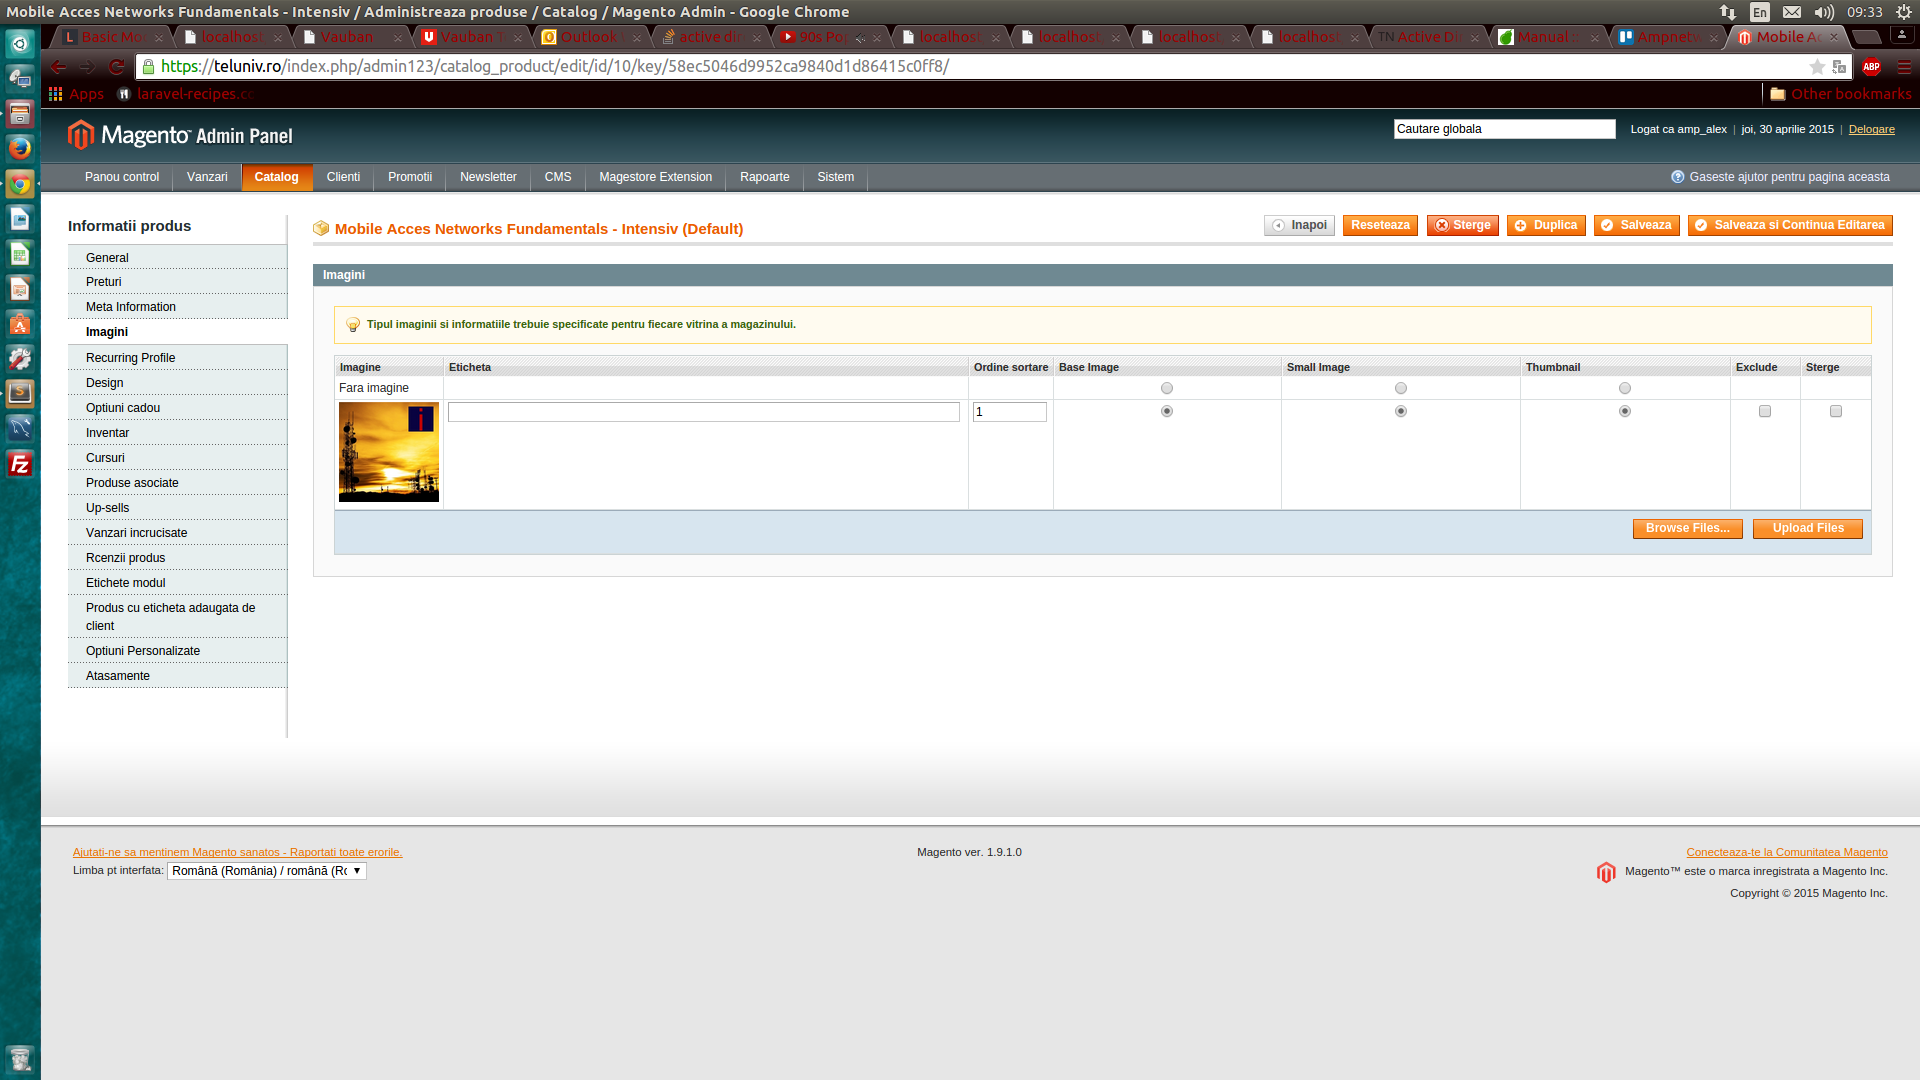 Mobile Acces Networks Fundamentals - Intensiv / Administreaza produse / Catalog / Magento Admin - Google Chrome
En 09:33
Basic Mo localhost Vauban Vauban T Outlook active dir 90s Pop localhost localhost localhost localhost TN Active Di Manual Ampnetw Mobile Ac
https://teluniv.ro/index.php/admin123/catalog_product/edit/id/10/key/58ec5046d9952ca9840d1d86415c0ff8/
ABP
Apps laravel-recipes.co Other bookmarks
Magento Admin Panel
Cautare globala Logat ca amp_alex | joi, 30 aprilie 2015 | Delogare
Panou control Vanzari Catalog Clienti Promotii Newsletter CMS Magestore Extension Rapoarte Sistem Gaseste ajutor pentru pagina aceasta
Informatii produs
General
Preturi
Meta Information
Imagini
Recurring Profile
Design
Optiuni cadou
Inventar
Cursuri
Produse asociate
Up-sells
Vanzari incrucisate
Rcenzii produs
Etichete modul
Produs cu eticheta adaugata de
client
Optiuni Personalizate
Atasamente
Mobile Acces Networks Fundamentals - Intensiv (Default)
Inapoi Reseteaza Sterge Duplica Salveaza Salveaza si Continua Editarea
Imagini
Tipul imaginii si informatiile trebuie specificate pentru fiecare vitrina a magazinului.
Imagine Eticheta Ordine sortare Base Image Small Image Thumbnail Exclude Sterge
Fara imagine
i 1
Browse Files... Upload Files
Ajutati-ne sa mentinem Magento sanatos - Raportati toate erorile.
Limba pt interfata: Română (România) / română (Ro
Magento ver. 1.9.1.0
Conecteaza-te la Comunitatea Magento
Magento™ este o marca inregistrata a Magento Inc.
Copyright © 2015 Magento Inc.